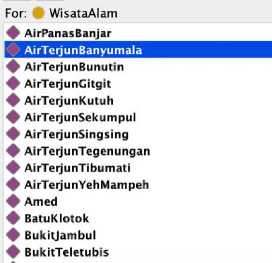 For: WisataAlam
AirPanasBanjar
AirTerjunBanyumala
AirTerjunBunutin
AirTerjunGitgit
AirTerjunKutuh
AirTerjunSekumpul
AirTerjunSingsing
AirTerjunTegenungan
AirTerjunTibumati
AirTerjunYehMampeh
Amed
BatuKlotok
BukitJambul
BukitTeletubis